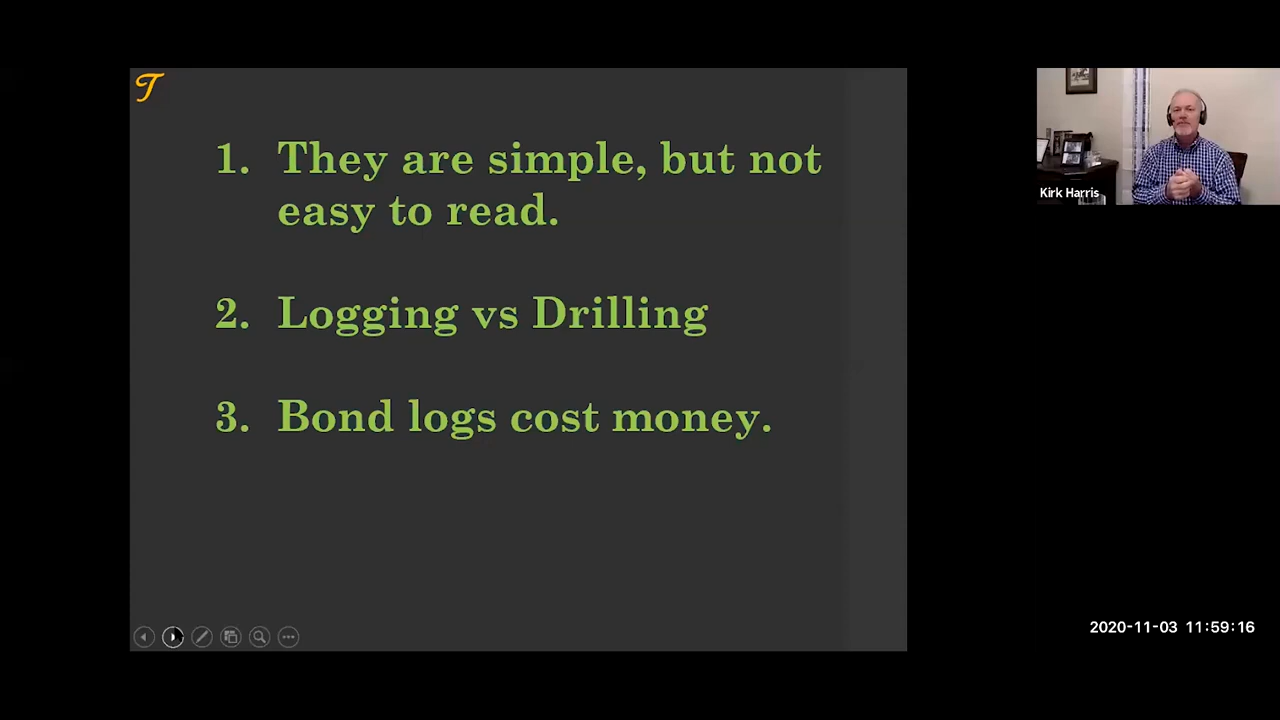 T
1. They are simple, but not
easy to read.
2. Logging vs Drilling
3. Bond logs cost money.
Kirk Harris
2020-11-03 11:59:16